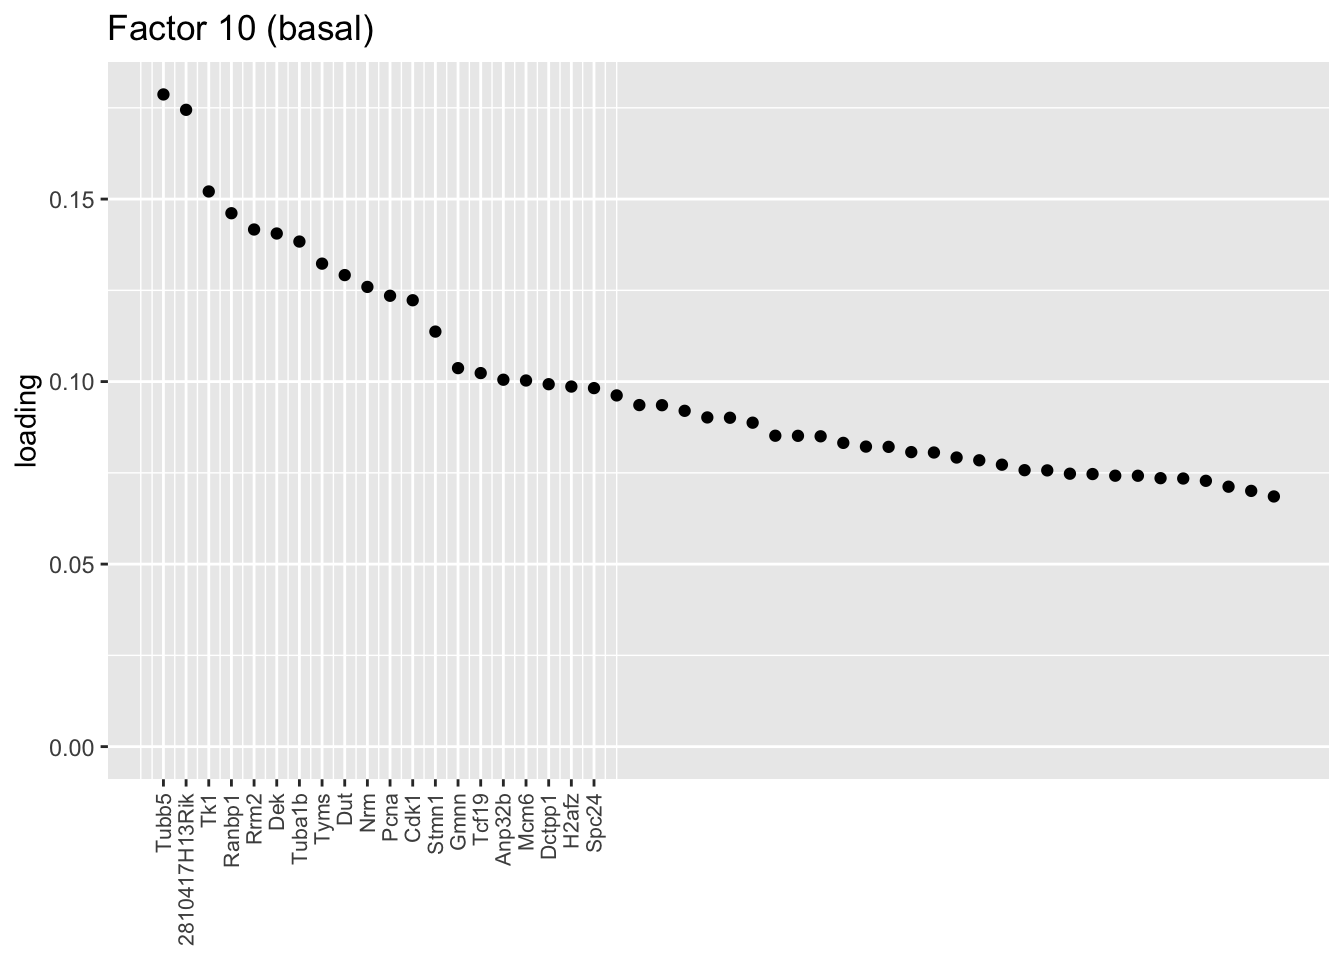 Factor 10 (basal)
loading
0.15
0.10
0.05
0.00
Tubb5
2810417H13Rik
Tk1
Ranbp1
Rrm2
Dek
Tuba1b
Tyms
Dut
Nrm
Pcna
Cdk1
Stmn1
Gmnn
Tcf19
Anp32b
Mcm6
Dctpp1
H2afz
Spc24